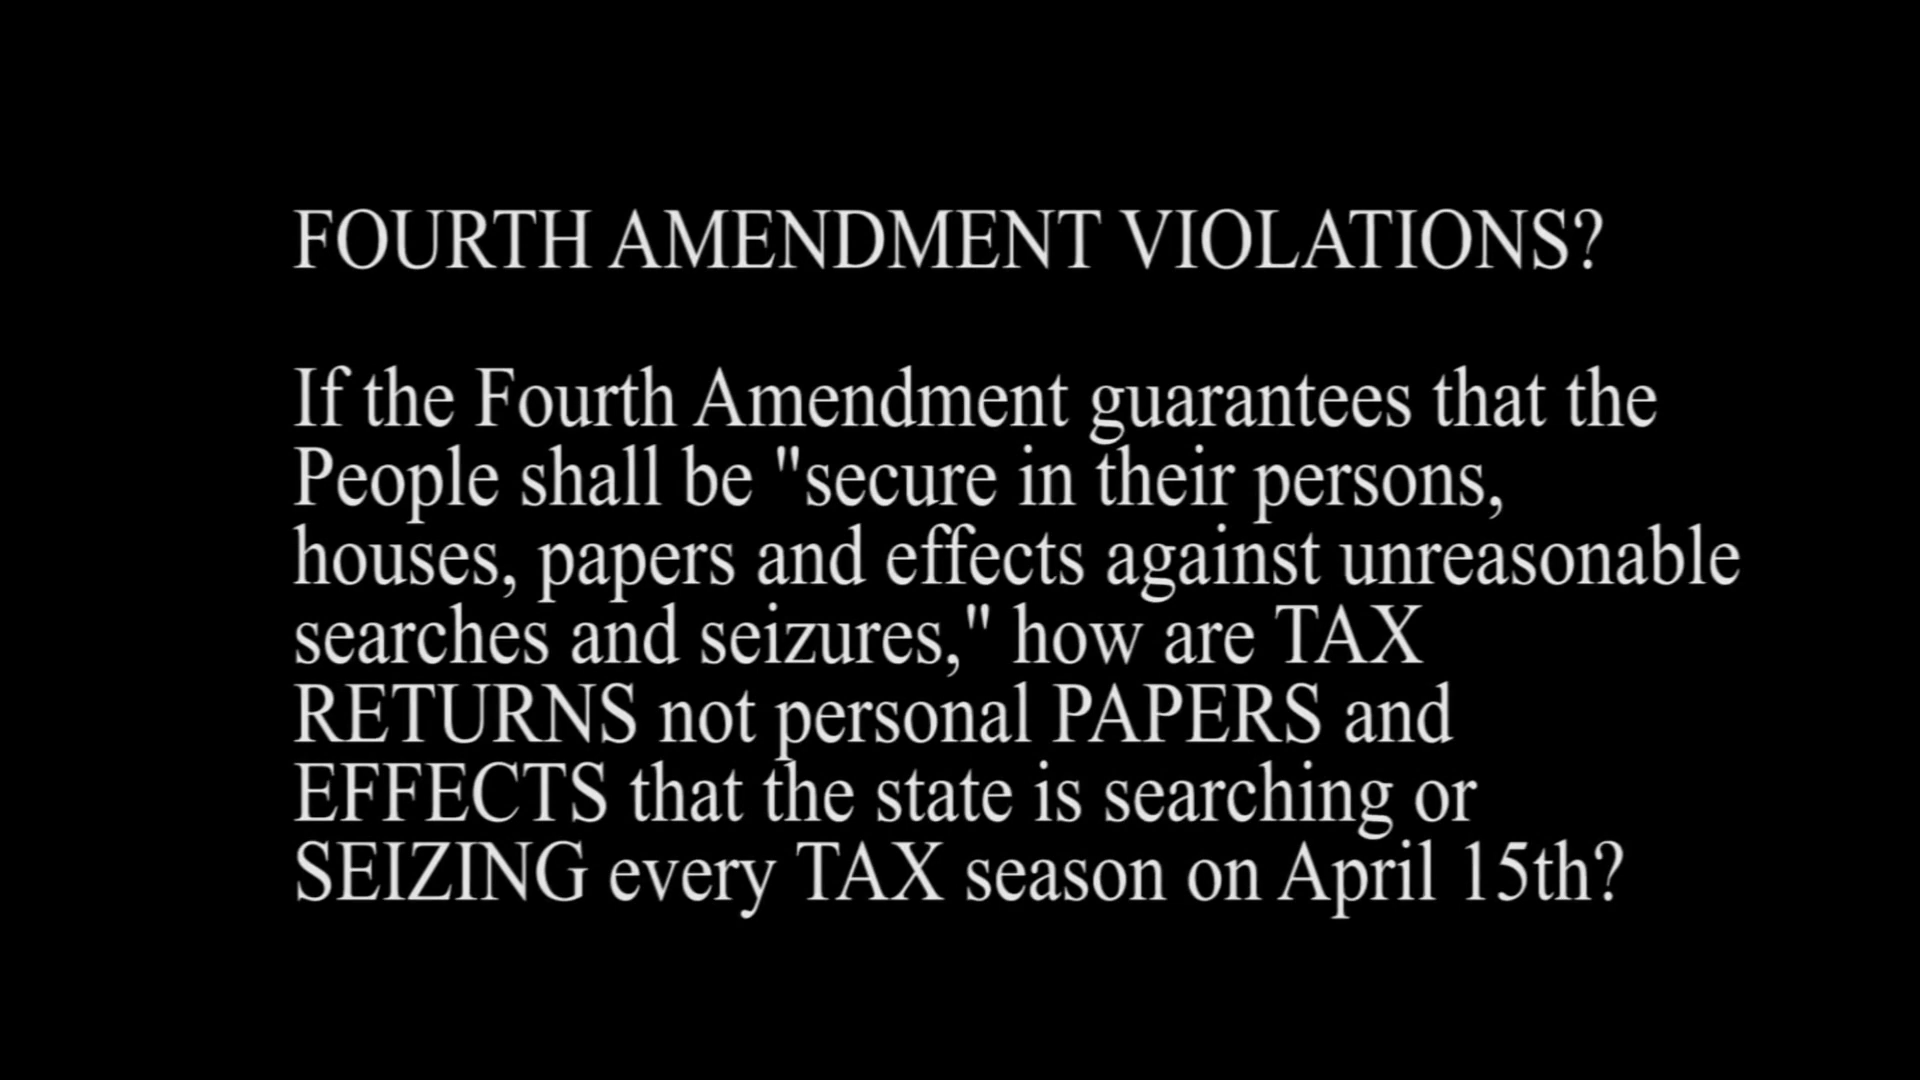 FOURTH AMENDMENT VIOLATIONS?
If the Fourth Amendment guarantees that the
People shall be "secure in their persons,
houses, papers and effects against unreasonable
searches and seizures," how are TAX
RETURNS not personal PAPERS and
EFFECTS that the state is searching or
SEIZING every TAX season on April 15th?